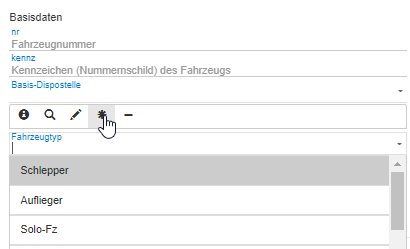 Basisdaten
nr
Fahrzeugnummer
kennz
Kennzeichen (Nummernschild) des Fahrzeugs
Basis-Dispostelle
Fahrzeugtyp
Schlepper
Auflieger
Solo-Fz